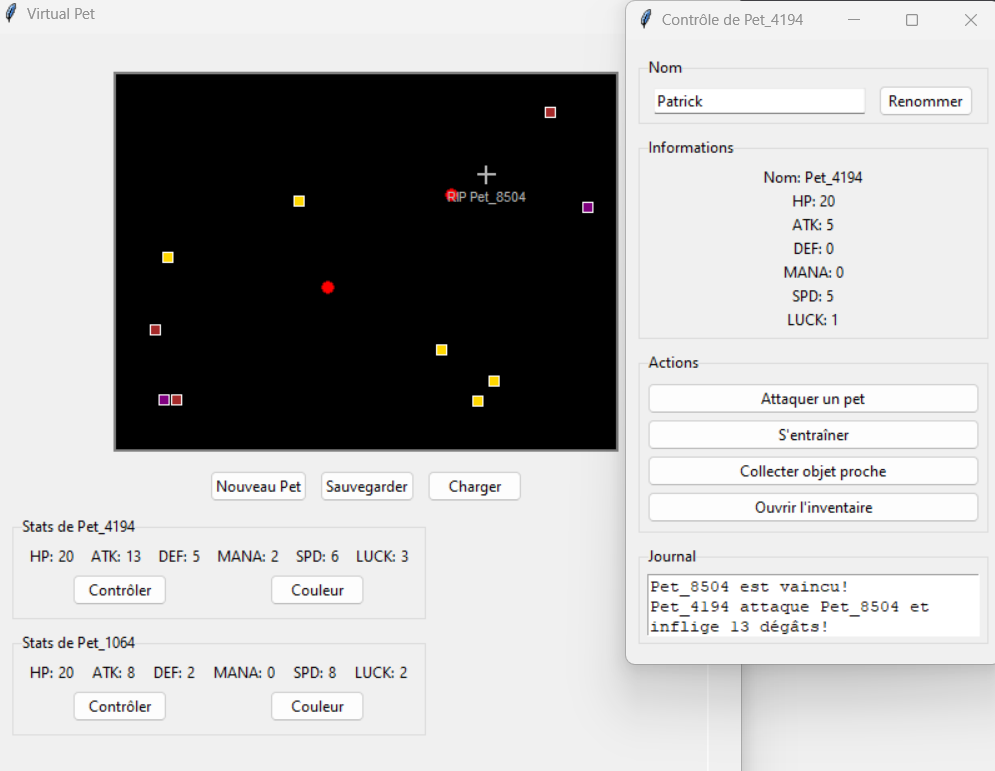 Virtual Pet
RIP Pet_8504
Nouveau Pet
Sauvegarder
Charger
Stats de Pet_4194
HP: 20 ATK: 13 DEF: 5 MANA: 2 SPD: 6 LUCK: 3
Contrôler
Couleur
Stats de Pet_1064
HP: 20 ATK: 8 DEF: 2 MANA: 0 SPD: 8 LUCK: 2
Contrôler
Couleur
Contrôle de Pet_4194
Nom
Patrick
Renommer
Informations
Nom: Pet_4194
HP: 20
ATK: 5
DEF: 0
MANA: 0
SPD: 5
LUCK: 1
Actions
Attaquer un pet
S'entraîner
Collecter objet proche
Ouvrir l'inventaire
Journal
Pet_8504 est vaincu!
Pet_4194 attaque Pet_8504 et
inflige 13 dégâts!